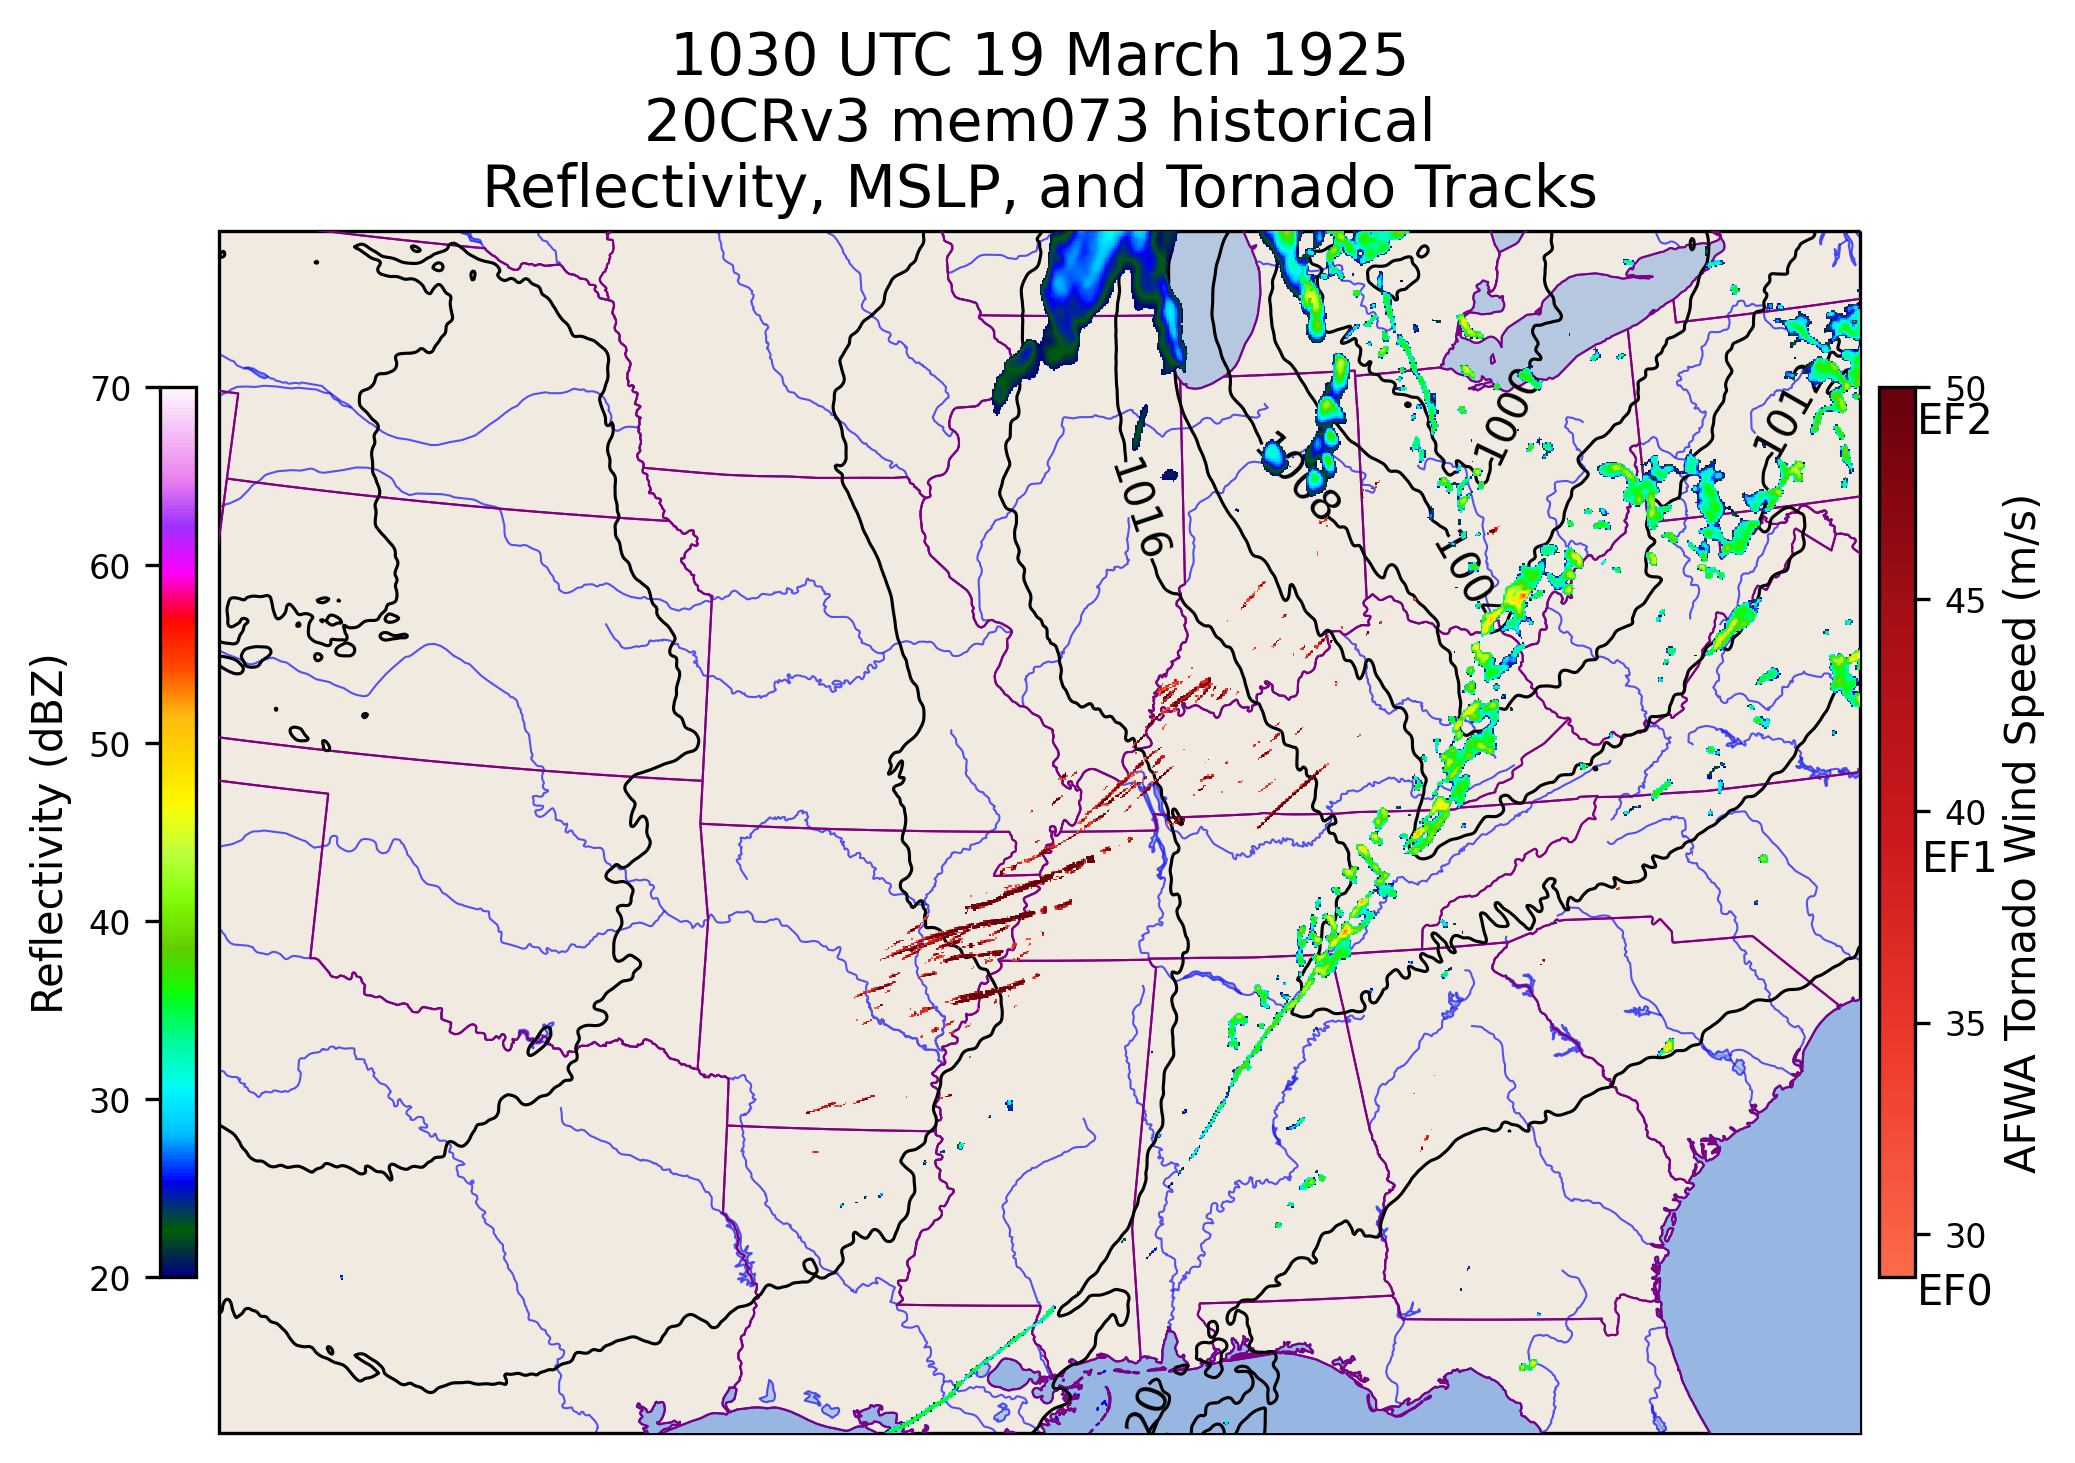 1030 UTC 19 March 1925
20CRv3 mem073 historical
Reflectivity, MSLP, and Tornado Tracks
Reflectivity (dBZ)
70
60
50
40
30
20
1016
1008
1004
1000
1012
20
50
EF2
45
40
EF1
35
30
EF0
AFWA Tornado Wind Speed (m/s)